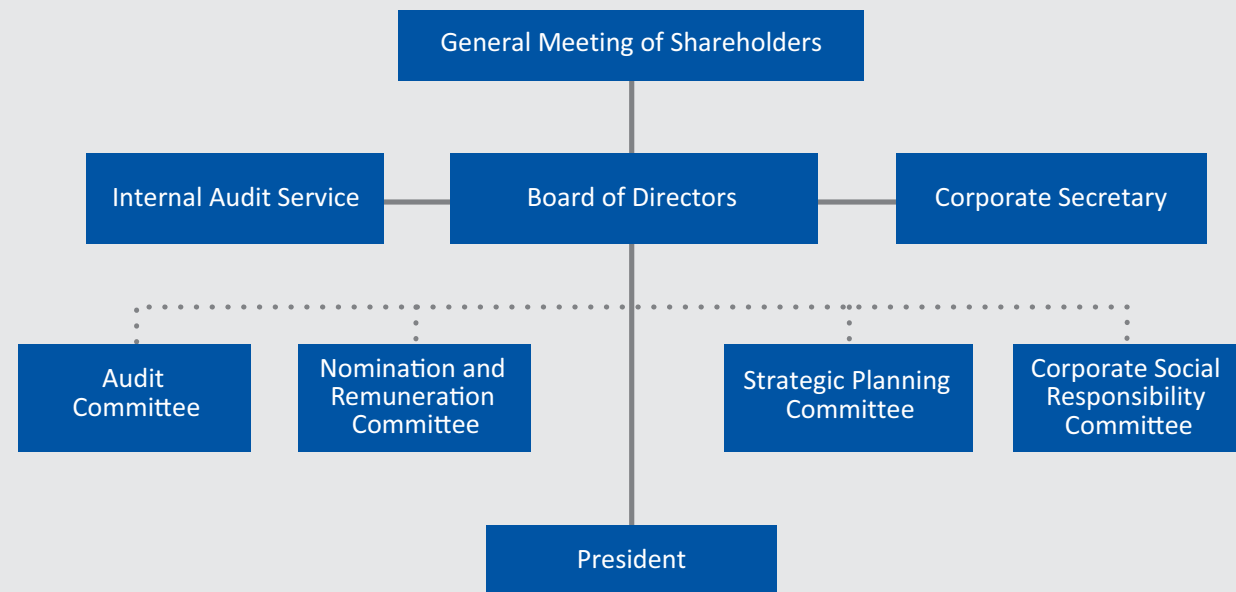 General Meeting of Shareholders
Internal Audit Service
Board of Directors
Corporate Secretary
Audit
Committee
Nomination and
Remuneration
Committee
Strategic Planning
Committee
Corporate Social
Responsibility
Committee
President